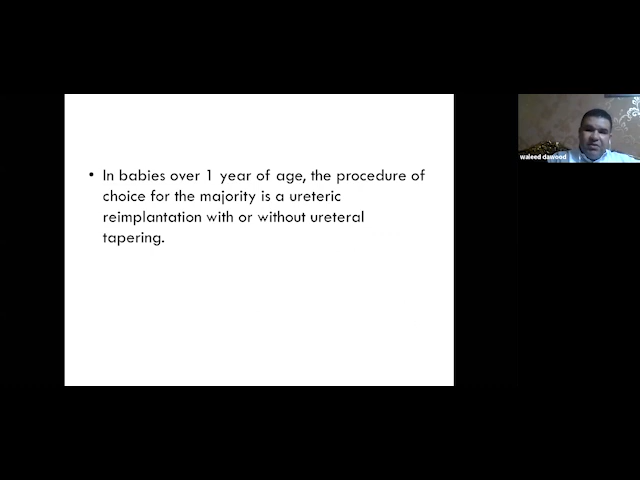 • In babies over 1 year of age, the procedure of
choice for the majority is a ureteric
reimplantation with or without ureteral
tapering.
waleed dawood